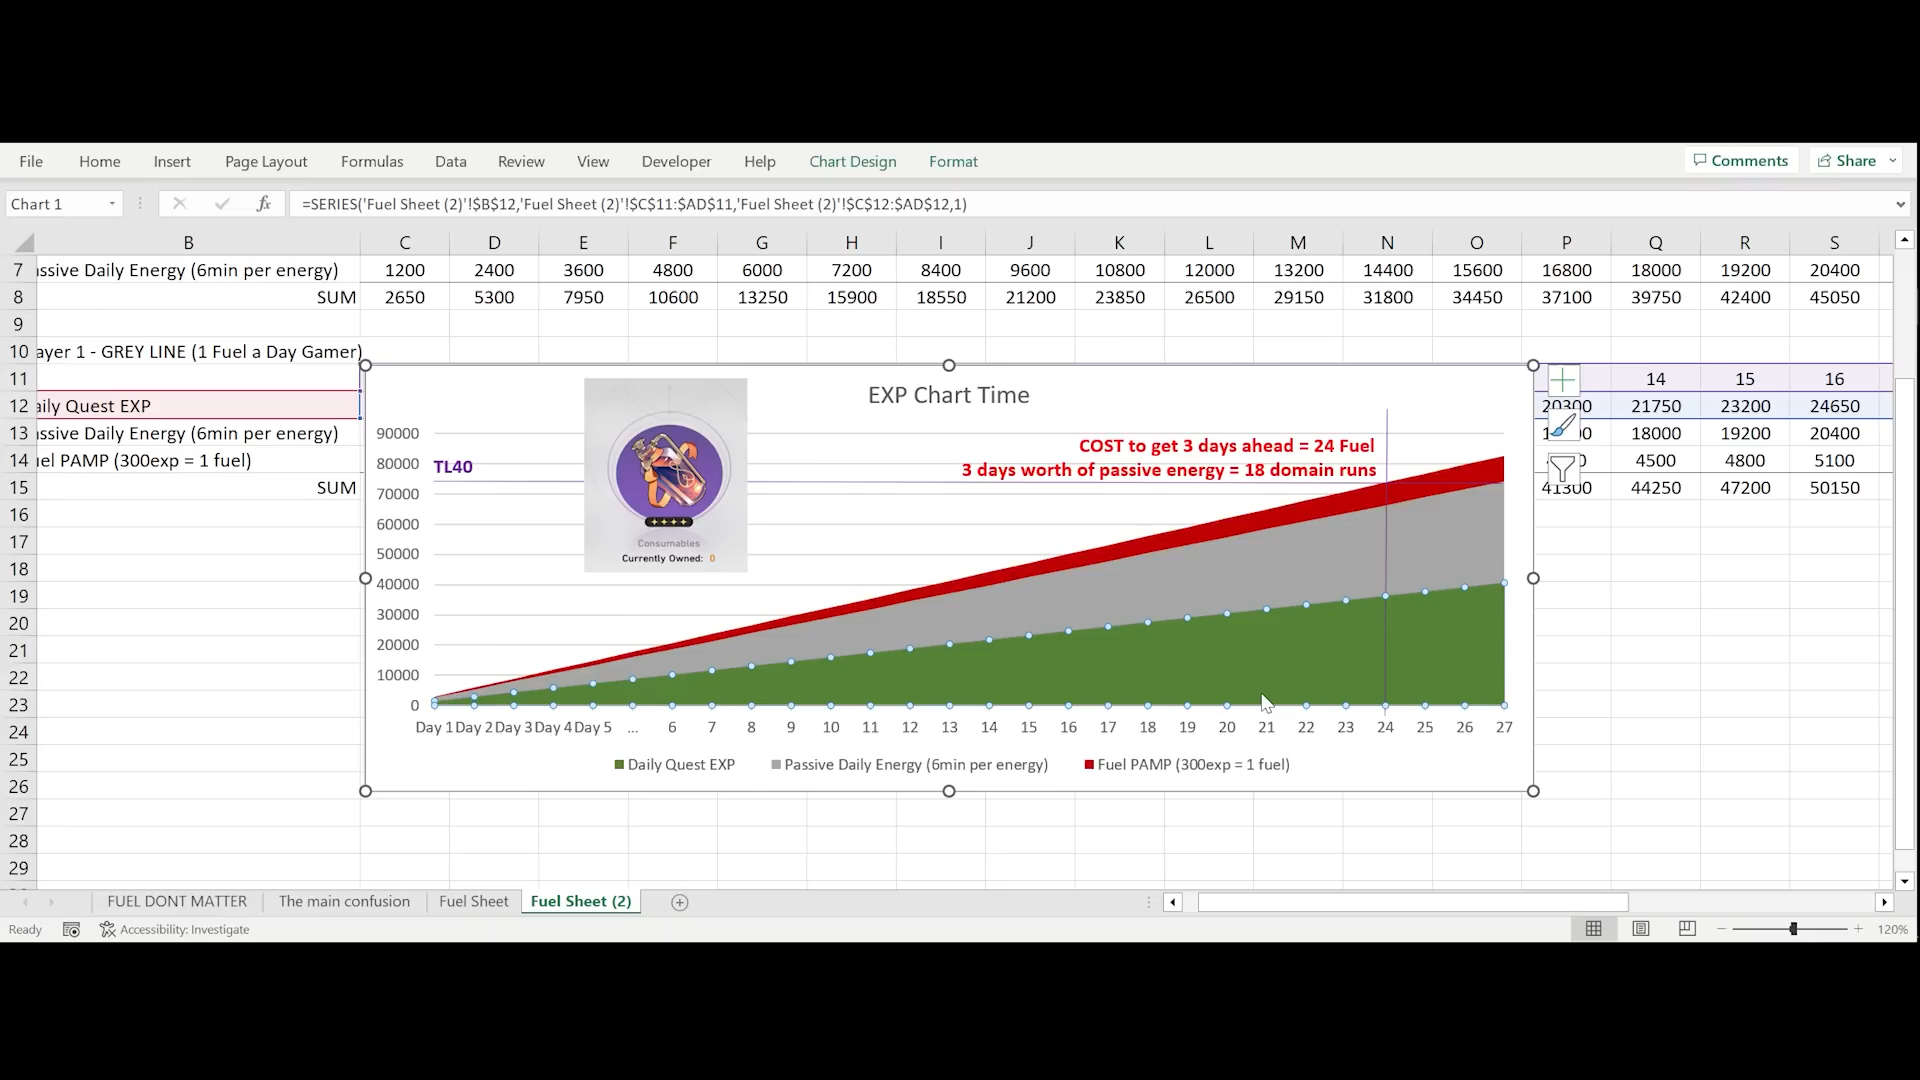 File Home Insert Page Layout Formulas Data Review View Developer Help Chart Design Format Comments Share
Chart 1 fx =SERIES('Fuel Sheet (2)'!$B$12,'Fuel Sheet (2)'!$C$11:$AD$11,'Fuel Sheet (2)'!$C$12:$AD$12,1)
B C D E F G H I J K L M N O P Q R S
7 assive Daily Energy (6min per energy) 1200 2400 3600 4800 6000 7200 8400 9600 10800 12000 13200 14400 15600 16800 18000 19200 20400
8 SUM 2650 5300 7950 10600 13250 15900 18550 21200 23850 26500 29150 31800 34450 37100 39750 42400 45050
9
10 ayer 1 - GREY LINE (1 Fuel a Day Gamer)
11 14 15 16
12 aily Quest EXP 20300 21750 23200 24650
13 assive Daily Energy (6min per energy) 18000 19200 20400
14 uel PAMP (300exp = 1 fuel) 4500 4800 5100
15 SUM 41300 44250 47200 50150
16
17
18
19
20
21
22
23
24
25
26
27
28
29
EXP Chart Time
90000
80000
70000
60000
50000
40000
30000
20000
10000
0
TL40
Consumables
Currently Owned: 0
COST to get 3 days ahead = 24 Fuel
3 days worth of passive energy = 18 domain runs
Day 1 Day 2 Day 3 Day 4 Day 5 ... 6 7 8 9 10 11 12 13 14 15 16 17 18 19 20 21 22 23 24 25 26 27
Daily Quest EXP Passive Daily Energy (6min per energy) Fuel PAMP (300exp = 1 fuel)
FUEL DONT MATTER The main confusion Fuel Sheet Fuel Sheet (2)
Ready Accessibility: Investigate 120%